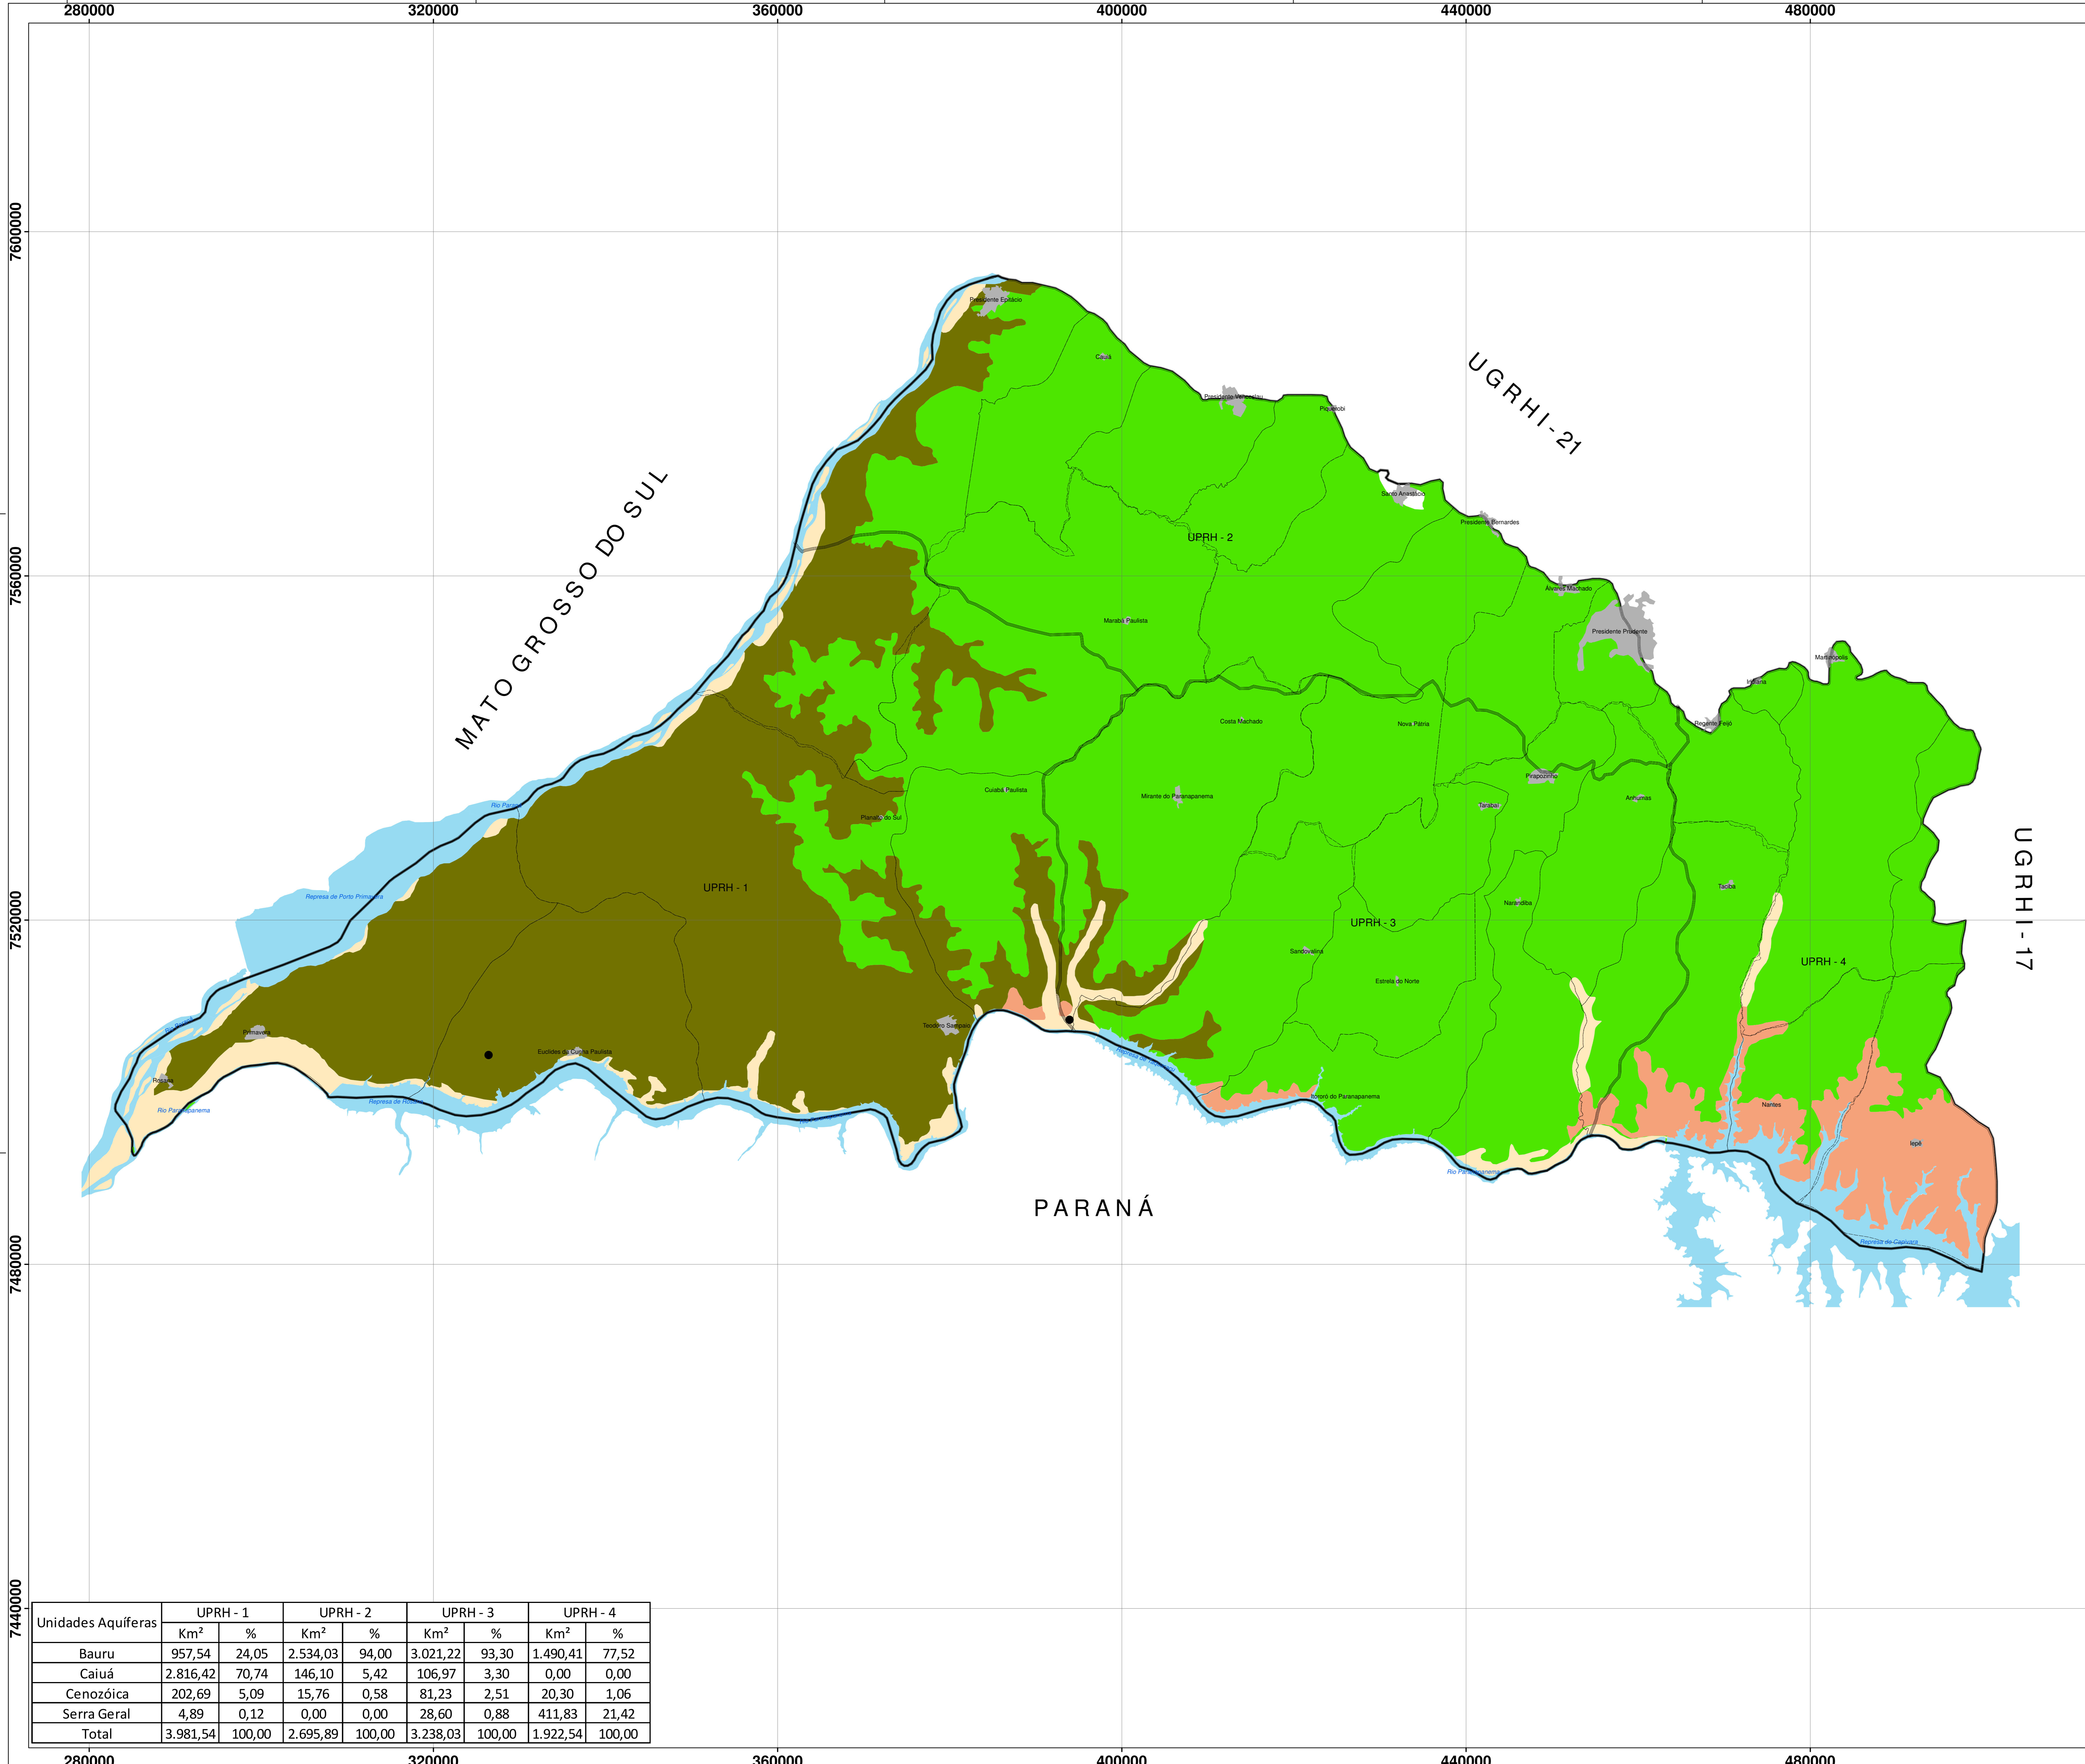 280000 320000 360000 400000 440000 480000
7600000
7560000
7520000
7480000
7440000
Presidente Epitácio
Caiuá
UGRHI - 21
Presidente Venceslau
Piquerobi
MATO GROSSO DO SUL
Santo Anastácio
Presidente Bernardes
UPRH - 2
Álvares Machado
Marabá Paulista
Presidente Prudente
Martinópolis
Indiana
Costa Machado
Nova Pátria
Regente Feijó
Pirapozinho
Cuiabá Paulista
Mirante do Paranapanema
Anhumas
Rio Paraná
Tarabai
Planalto do Sul
UGRHI - 17
UPRH - 1
Taciba
Represa de Porto Primavera
Narandiba
UPRH - 3
Sandovalina
UPRH - 4
Estrela do Norte
Rio Paraná
Teodoro Sampaio
Primavera
Euclides da Cunha Paulista
Rosana
Itororó do Paranapanema
Represa de Rosana
Nantes
Rio Paranapanema
Iepê
Rio Paranapanema
PARANÁ
Represa de Capivara
Unidades Aquíferas UPRH - 1 UPRH - 2 UPRH - 3 UPRH - 4
Km² % Km² % Km² % Km² %
Bauru 957,54 24,05 2.534,03 94,00 3.021,22 93,30 1.490,41 77,52
Caiuá 2.816,42 70,74 146,10 5,42 106,97 3,30 0,00 0,00
Cenozóica 202,69 5,09 15,76 0,58 81,23 2,51 20,30 1,06
Serra Geral 4,89 0,12 0,00 0,00 28,60 0,88 411,83 21,42
Total 3.981,54 100,00 2.695,89 100,00 3.238,03 100,00 1.922,54 100,00
280000 320000 360000 400000 440000 480000